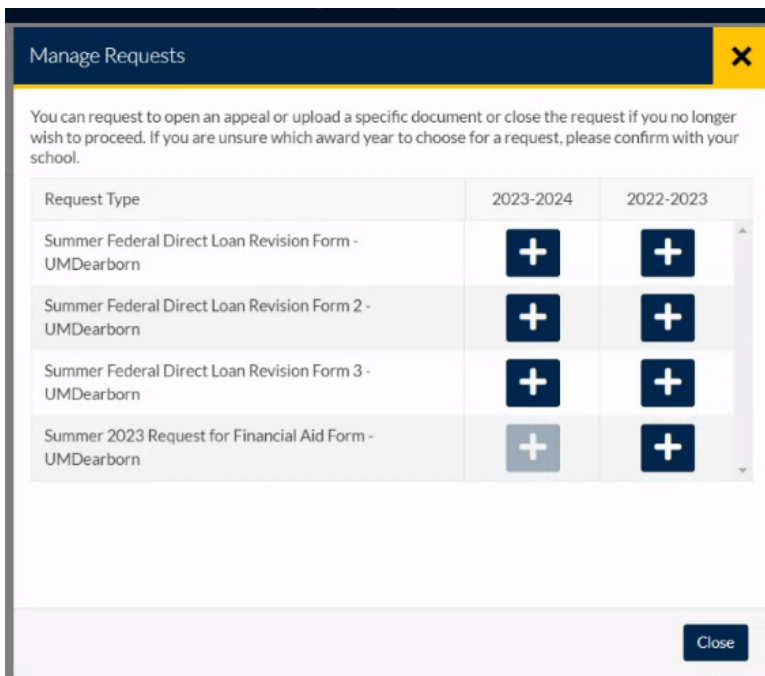 Manage Requests
You can request to open an appeal or upload a specific document or close the request if you no longer
wish to proceed. If you are unsure which award year to choose for a request, please confirm with your
school.
Request Type 2023-2024 2022-2023
Summer Federal Direct Loan Revision Form -
UMDearborn
Summer Federal Direct Loan Revision Form 2 -
UMDearborn
Summer Federal Direct Loan Revision Form 3 -
UMDearborn
Summer 2023 Request for Financial Aid Form -
UMDearborn
Close